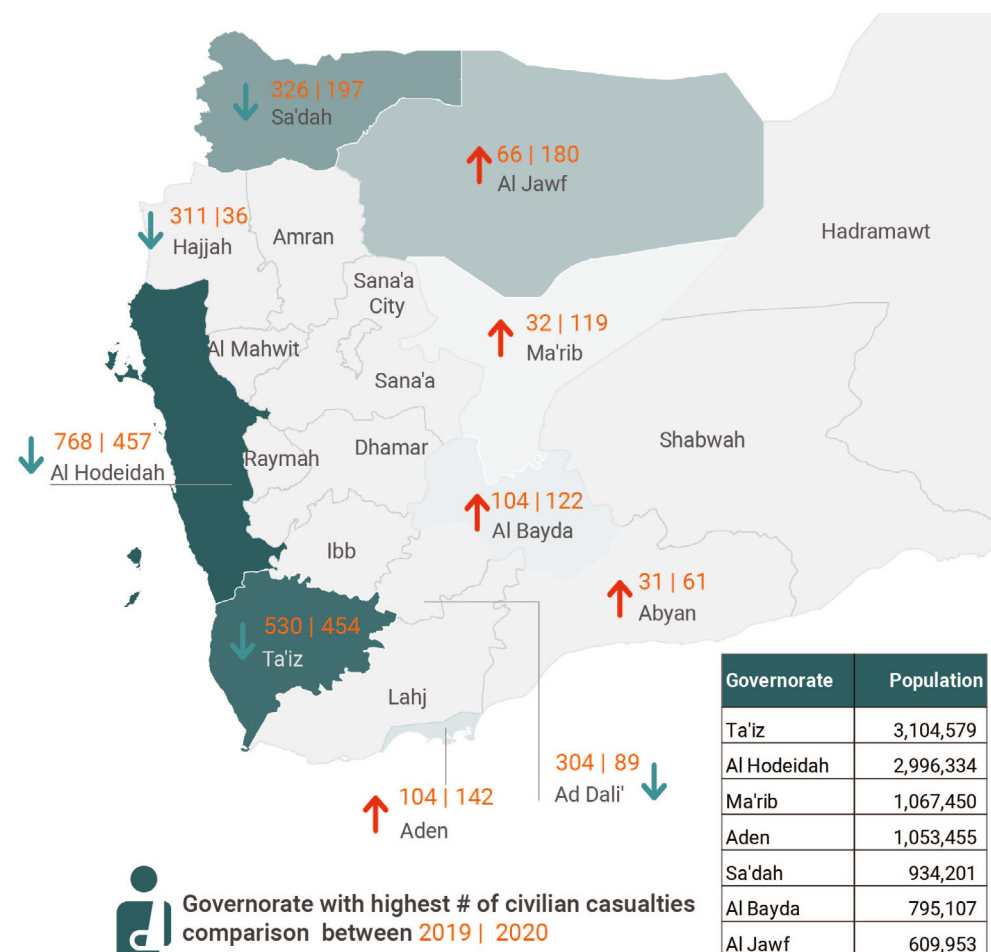 326 | 197
Sa'dah
66 | 180
Al Jawf
311 |36
Hajjah
Amran
Hadramawt
Sana'a
City
32 | 119
Ma'rib
Al Mahwit
Sana'a
768 | 457
Al Hodeidah
Raymah
Dhamar
Shabwah
104 | 122
Al Bayda
Ibb
31 | 61
Abyan
530 | 454
Ta'iz
Lahj
304 | 89
Ad Dali'
104 | 142
Aden
Governorate Population
Ta'iz 3,104,579
Al Hodeidah 2,996,334
Ma'rib 1,067,450
Aden 1,053,455
Sa'dah 934,201
Al Bayda 795,107
Al Jawf 609,953
Governorate with highest # of civilian casualties
comparison between 2019 | 2020